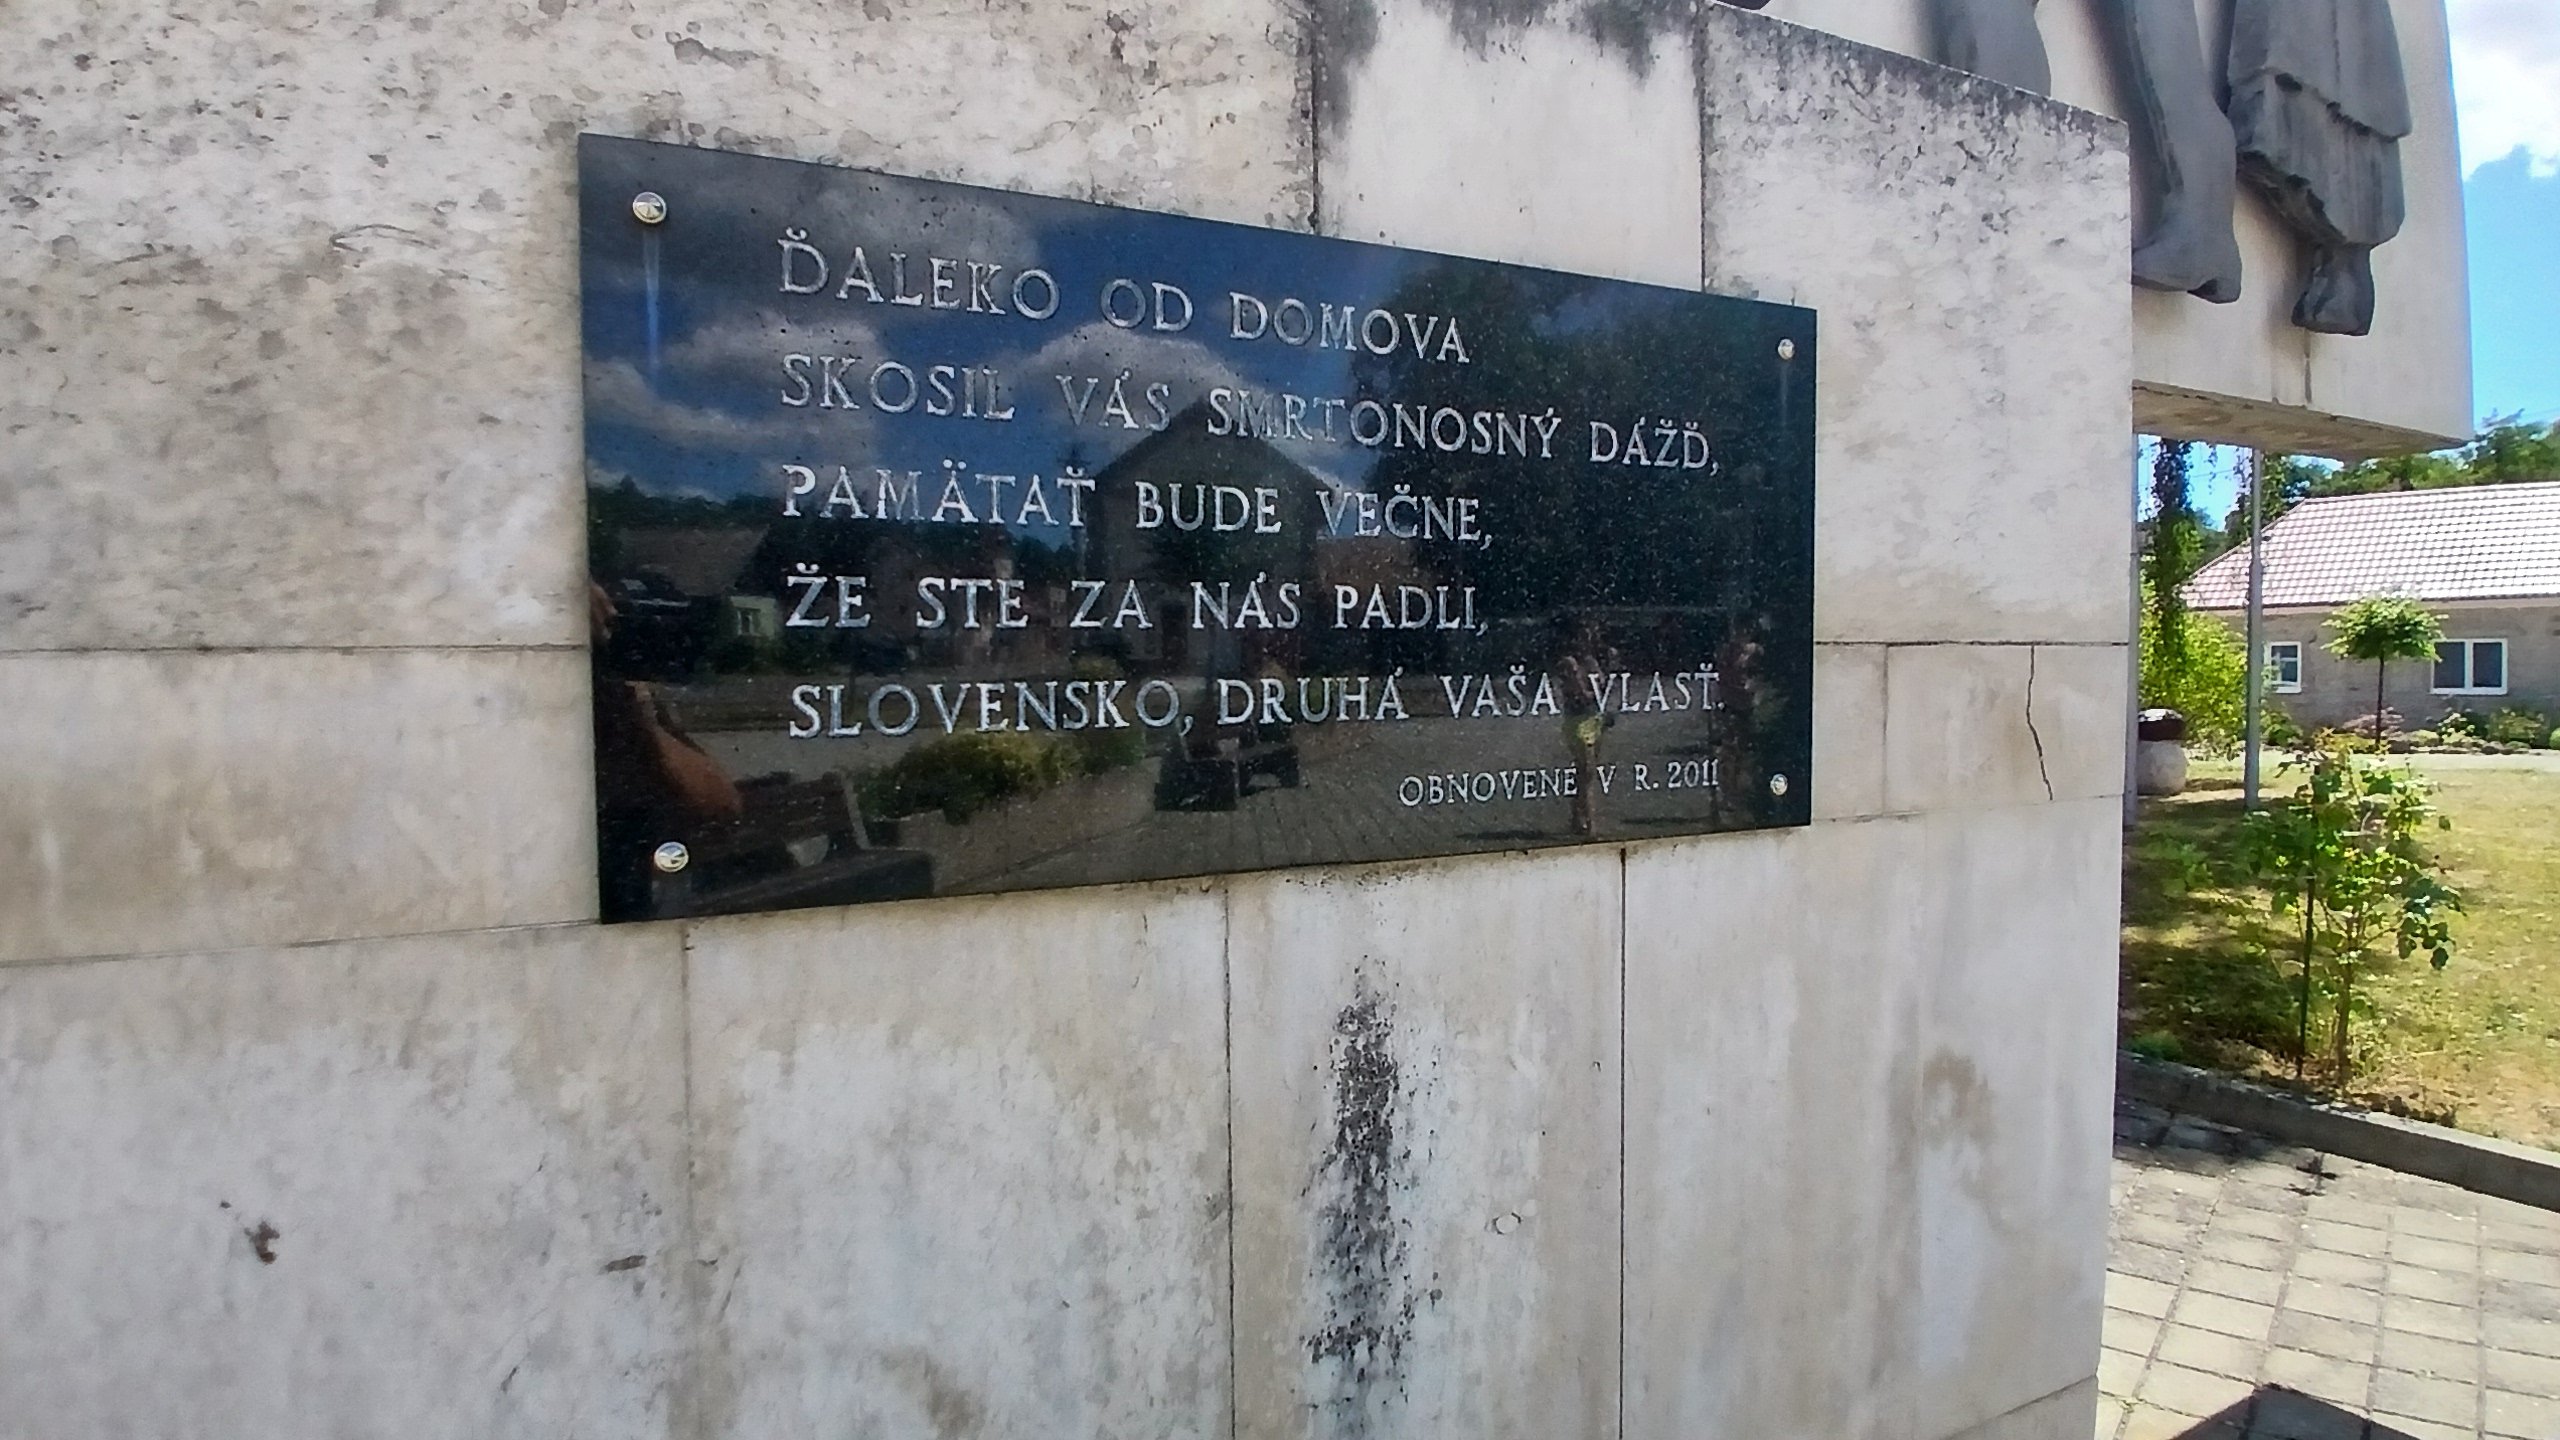 ĎALEKO OD DOMOVA
SKOSIL VÁS SMRTONOSNÝ DÁŽĎ,
PAMÄTAŤ BUDE VEČNE,
ŽE STE ZA NÁS PADLI,
SLOVENSKO, DRUHÁ VAŠA VLASŤ.
OBNOVENÉ V R. 2011